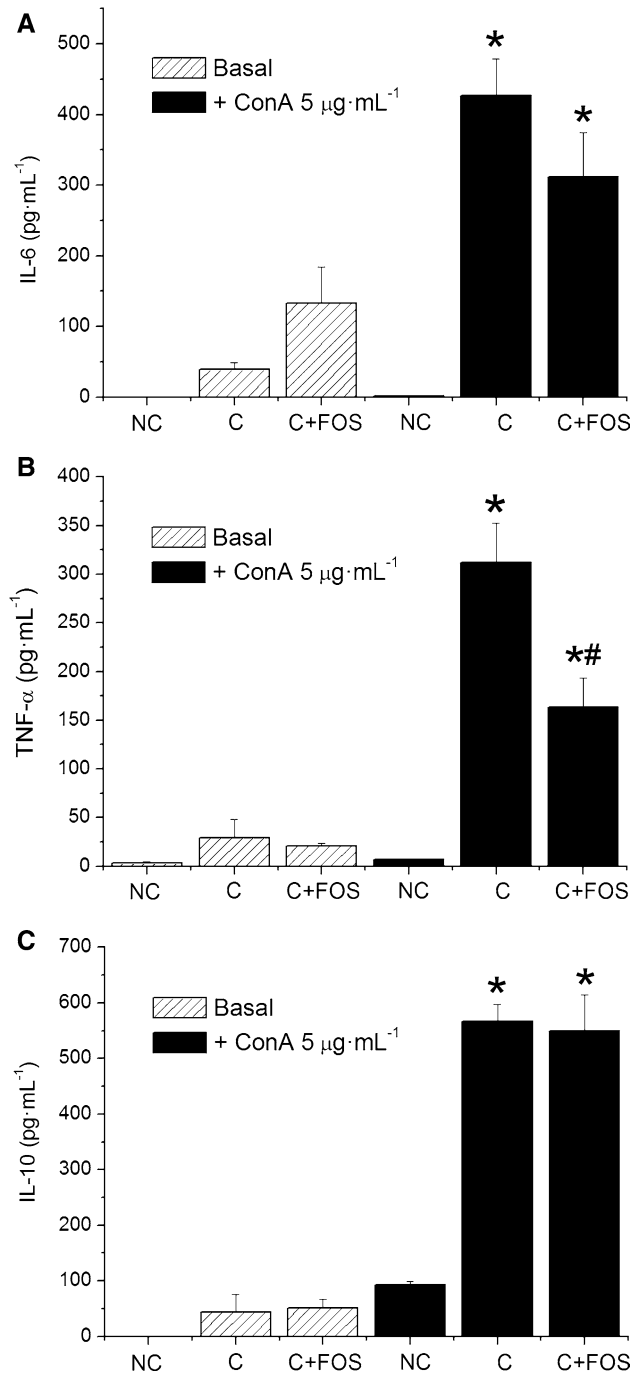 A
500
400
300
200
100
0
IL-6 (pg·mL⁻¹)
Basal
+ ConA 5 μg·mL⁻¹
*
*
NC C C+FOS NC C C+FOS
B
400
350
300
250
200
150
100
50
0
TNF-α (pg·mL⁻¹)
Basal
+ ConA 5 μg·mL⁻¹
*
*#
NC C C+FOS NC C C+FOS
C
700
600
500
400
300
200
100
0
IL-10 (pg·mL⁻¹)
Basal
+ ConA 5 μg·mL⁻¹
*
*
NC C C+FOS NC C C+FOS